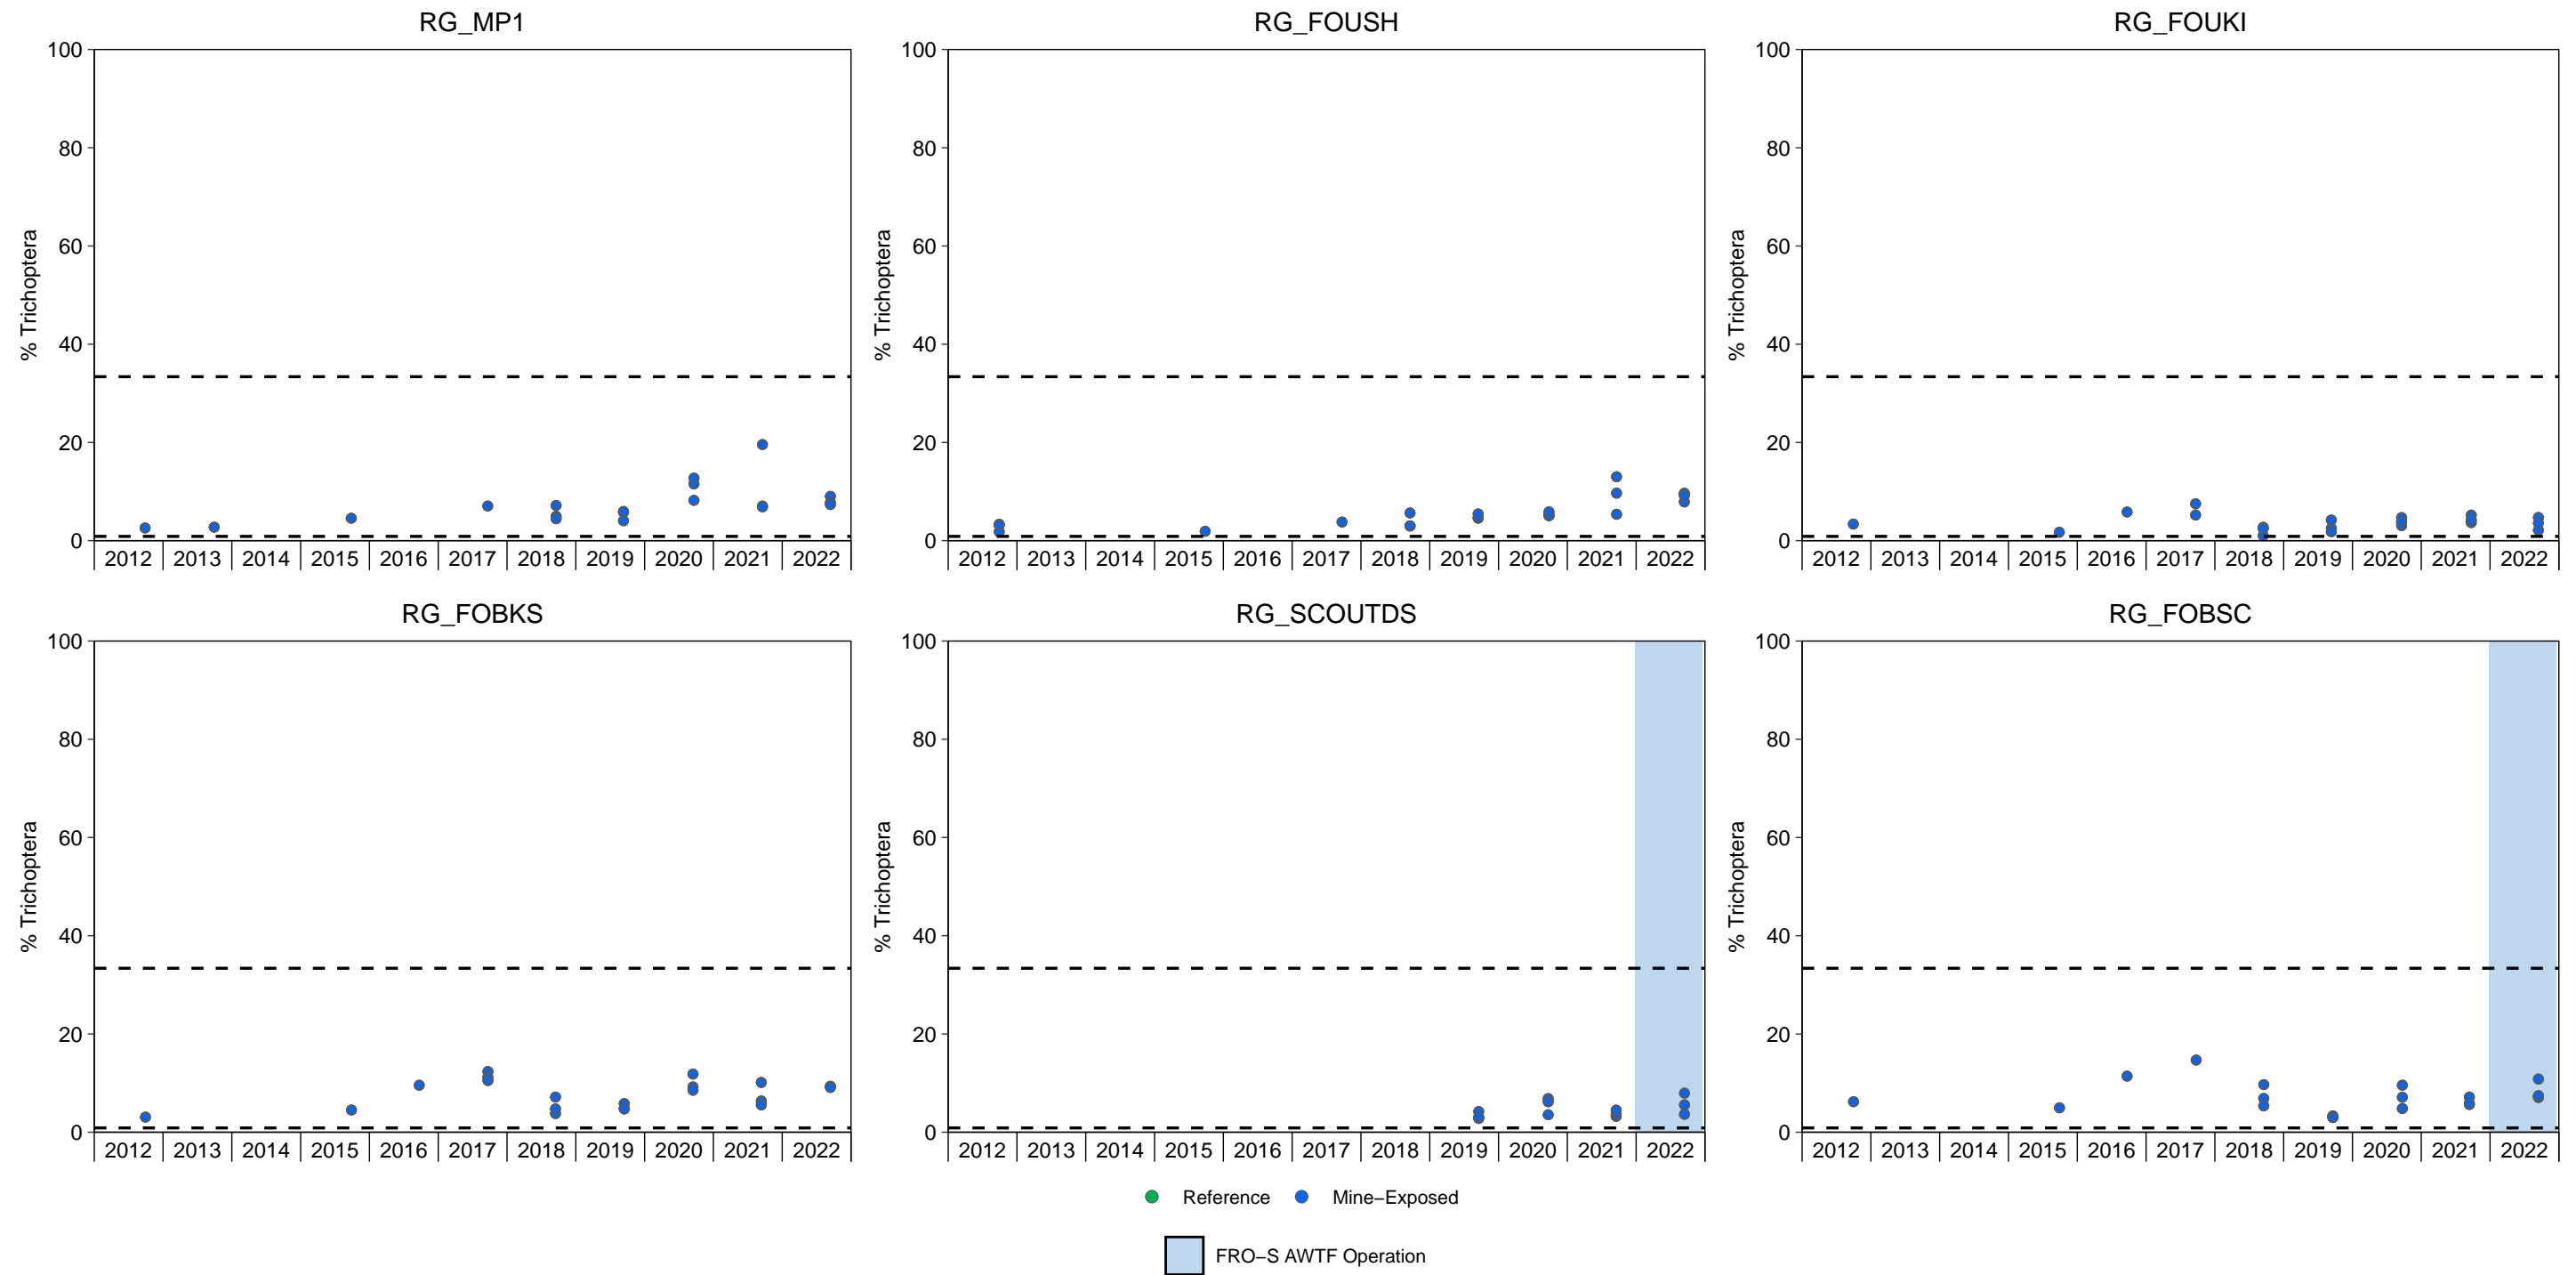 RG_MP1 RG_FOUSH RG_FOUKI
100 100 100
80 80 80
60 60 60
% Trichoptera % Trichoptera % Trichoptera
40 40 40
20 20 20
0 0 0
2012 2013 2014 2015 2016 2017 2018 2019 2020 2021 2022 2012 2013 2014 2015 2016 2017 2018 2019 2020 2021 2022 2012 2013 2014 2015 2016 2017 2018 2019 2020 2021 2022
RG_FOBKS RG_SCOUTDS RG_FOBSC
100 100 100
80 80 80
60 60 60
% Trichoptera % Trichoptera % Trichoptera
40 40 40
20 20 20
0 0 0
2012 2013 2014 2015 2016 2017 2018 2019 2020 2021 2022 2012 2013 2014 2015 2016 2017 2018 2019 2020 2021 2022 2012 2013 2014 2015 2016 2017 2018 2019 2020 2021 2022
Reference Mine−Exposed
FRO−S AWTF Operation